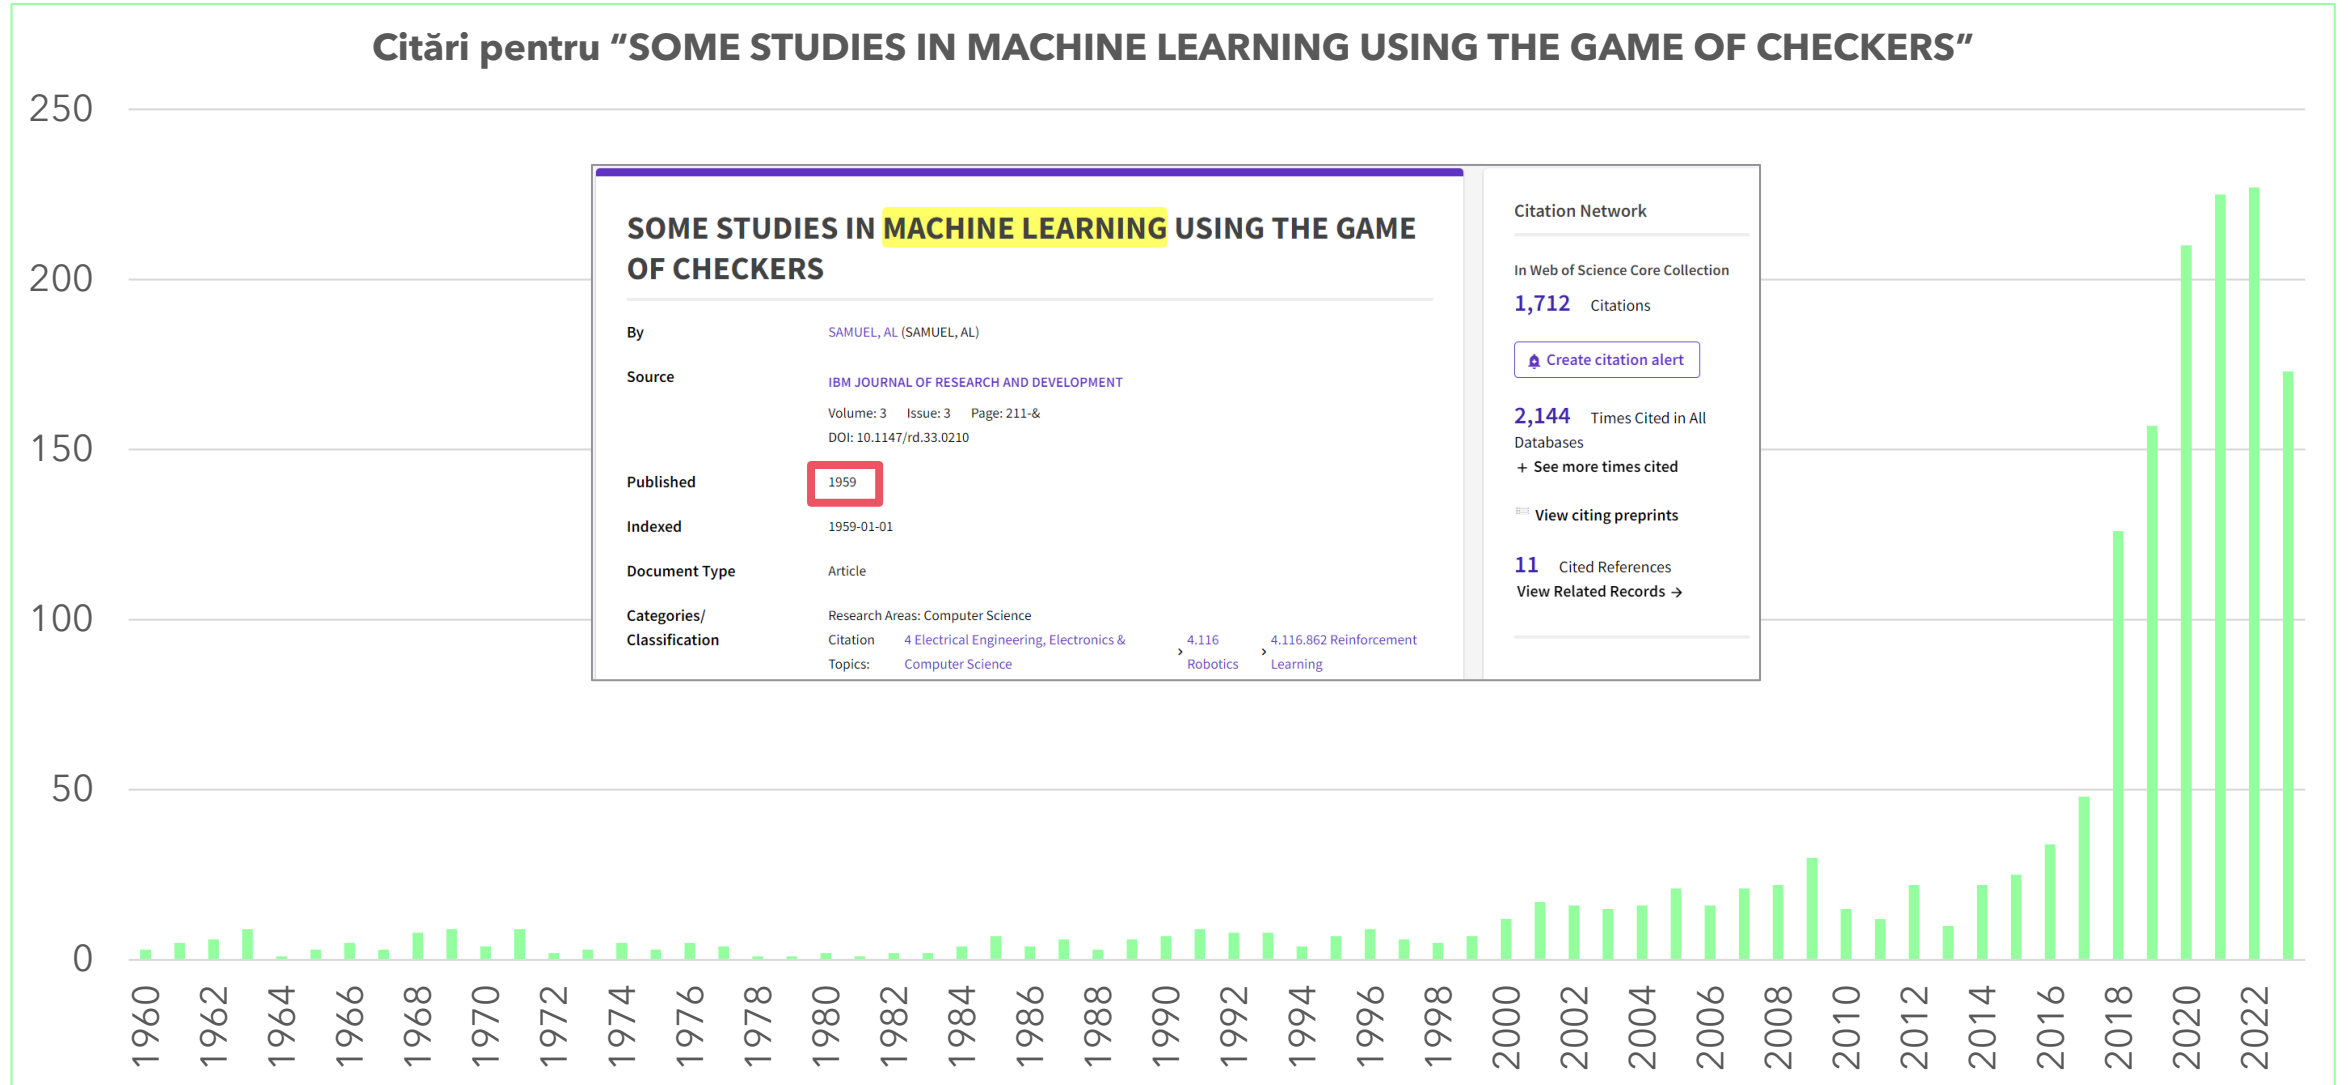 Citări pentru “SOME STUDIES IN MACHINE LEARNING USING THE GAME OF CHECKERS”
250
200
150
100
50
0
SOME STUDIES IN MACHINE LEARNING USING THE GAME
OF CHECKERS
By SAMUEL, AL (SAMUEL, AL)
Source IBM JOURNAL OF RESEARCH AND DEVELOPMENT
Volume: 3 Issue: 3 Page: 211-&
DOI: 10.1147/rd.33.0210
Published 1959
Indexed 1959-01-01
Document Type Article
Categories/ Research Areas: Computer Science
Classification Citation 4 Electrical Engineering, Electronics & > 4.116 > 4.116.862 Reinforcement
Topics: Computer Science Robotics Learning
Citation Network
In Web of Science Core Collection
1,712 Citations
Create citation alert
2,144 Times Cited in All
Databases
+ See more times cited
View citing preprints
11 Cited References
View Related Records →
1960 1962 1964 1966 1968 1970 1972 1974 1976 1978 1980 1982 1984 1986 1988 1990 1992 1994 1996 1998 2000 2002 2004 2006 2008 2010 2012 2014 2016 2018 2020 2022